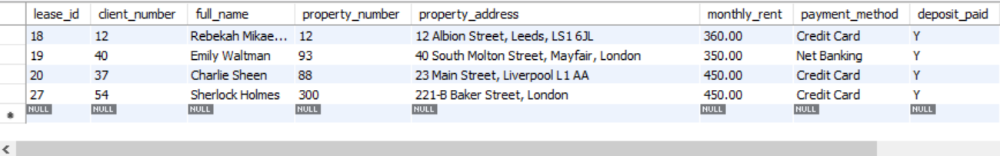 lease_id client_number full_name property_number property_address monthly_rent payment_method deposit_paid
18 12 Rebekah Mikae... 12 12 Albion Street, Leeds, LS1 6JL 360.00 Credit Card Y
19 40 Emily Waltman 93 40 South Molton Street, Mayfair, London 350.00 Net Banking Y
20 37 Charlie Sheen 88 23 Main Street, Liverpool L1 AA 450.00 Credit Card Y
27 54 Sherlock Holmes 300 221-B Baker Street, London 450.00 Credit Card Y
NULL NULL NULL NULL NULL NULL NULL NULL